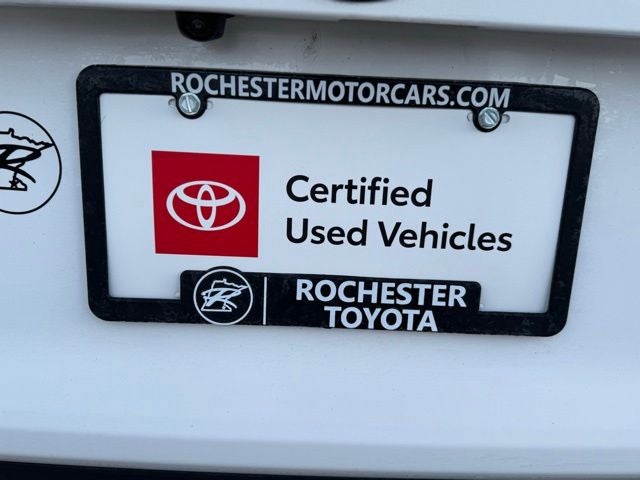 ROCHESTERMOTORCARS.COM
Certified
Used Vehicles
ROCHESTER
TOYOTA